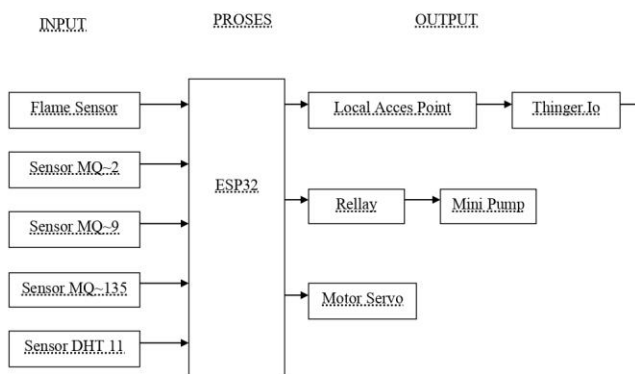 INPUT
PROSES
OUTPUT
Flame Sensor
Sensor MQ~2
Sensor MQ~9
Sensor MQ~135
Sensor DHT 11
ESP32
Local Acces Point
Thinger.Io
Rellay
Mini Pump
Motor Servo